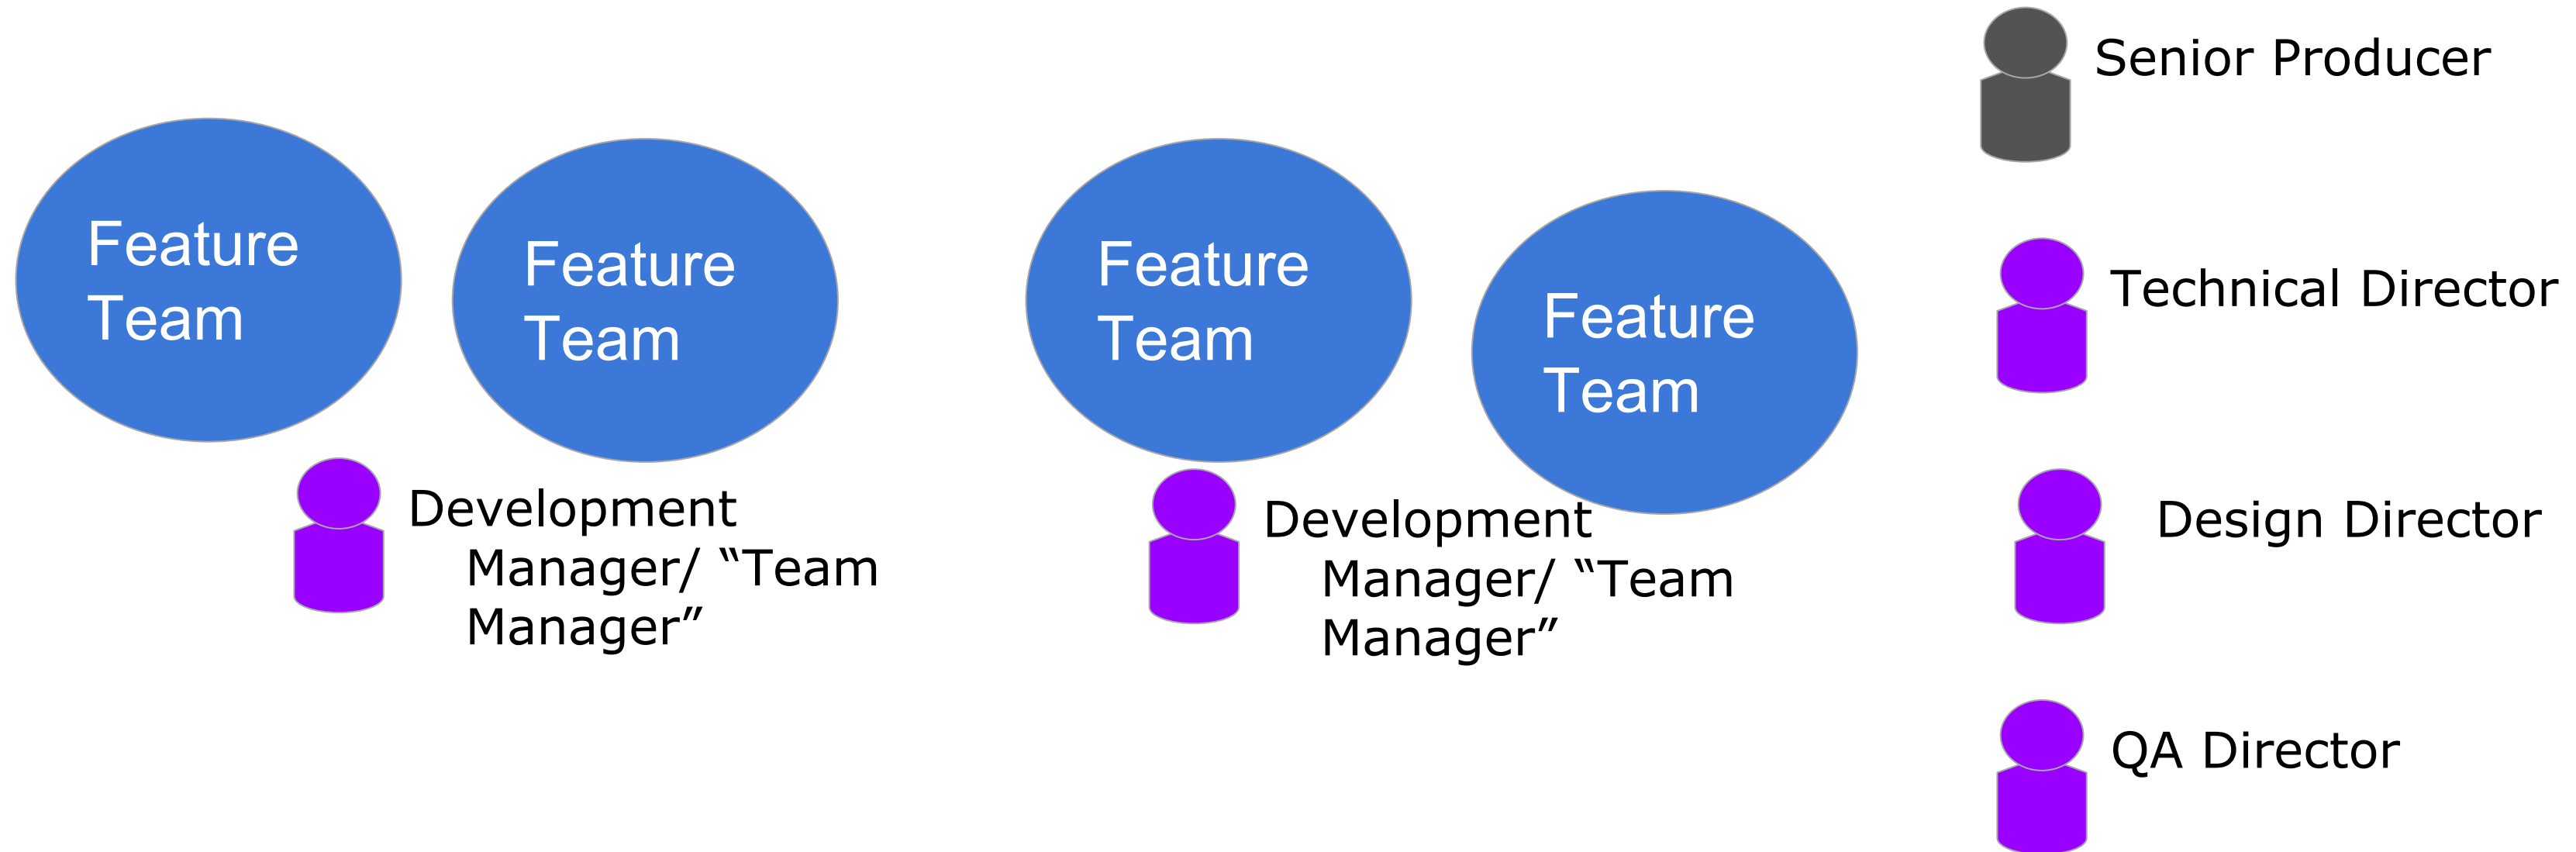 Feature
Team
Feature
Team
Feature
Team
Feature
Team
Development
Manager/ “Team
Manager”
Development
Manager/ “Team
Manager”
Senior Producer
Technical Director
Design Director
QA Director